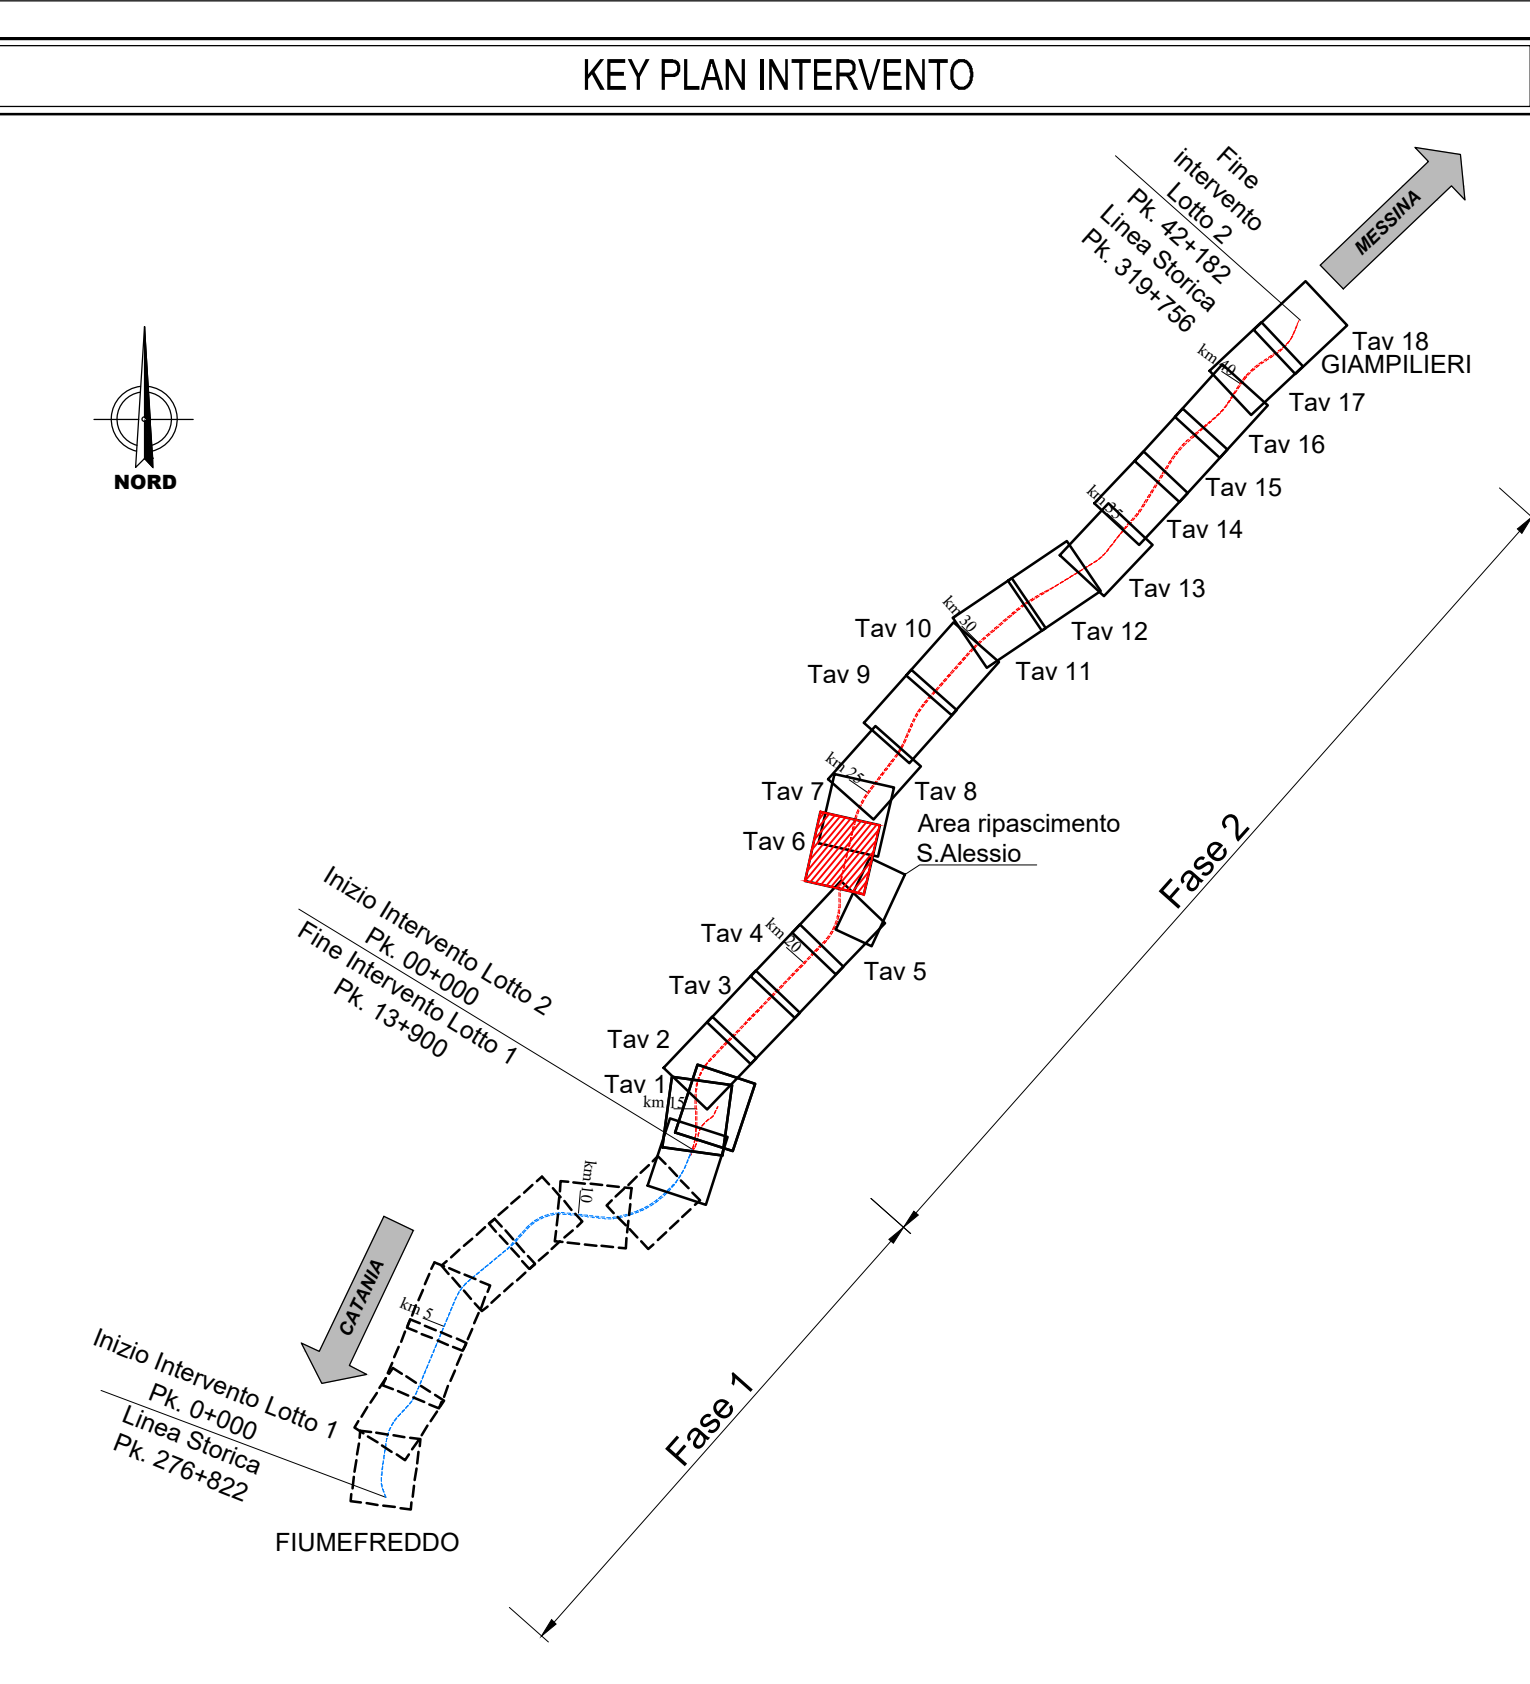 KEY PLAN INTERVENTO
Fine
intervento
Lotto 2
Pk. 42+182
Linea Storica
Pk. 319+756
MESSINA
NORD
Tav 18
GIAMPILIERI
km 40
Tav 17
Tav 16
Tav 15
km 35
Tav 14
Tav 13
Tav 12
km 30
Tav 10
Tav 11
Tav 9
km 25
Tav 7
Tav 8
Area ripascimento
S.Alessio
Tav 6
Fase 2
Inizio Intervento Lotto 2
Pk. 00+000
Fine Intervento Lotto 1
Pk. 13+900
Tav 4
km 20
Tav 5
Tav 3
Tav 2
Tav 1
km 15
km 10
CATANIA
km 5
Inizio Intervento Lotto 1
Pk. 0+000
Linea Storica
Pk. 276+822
Fase 1
FIUMEFREDDO